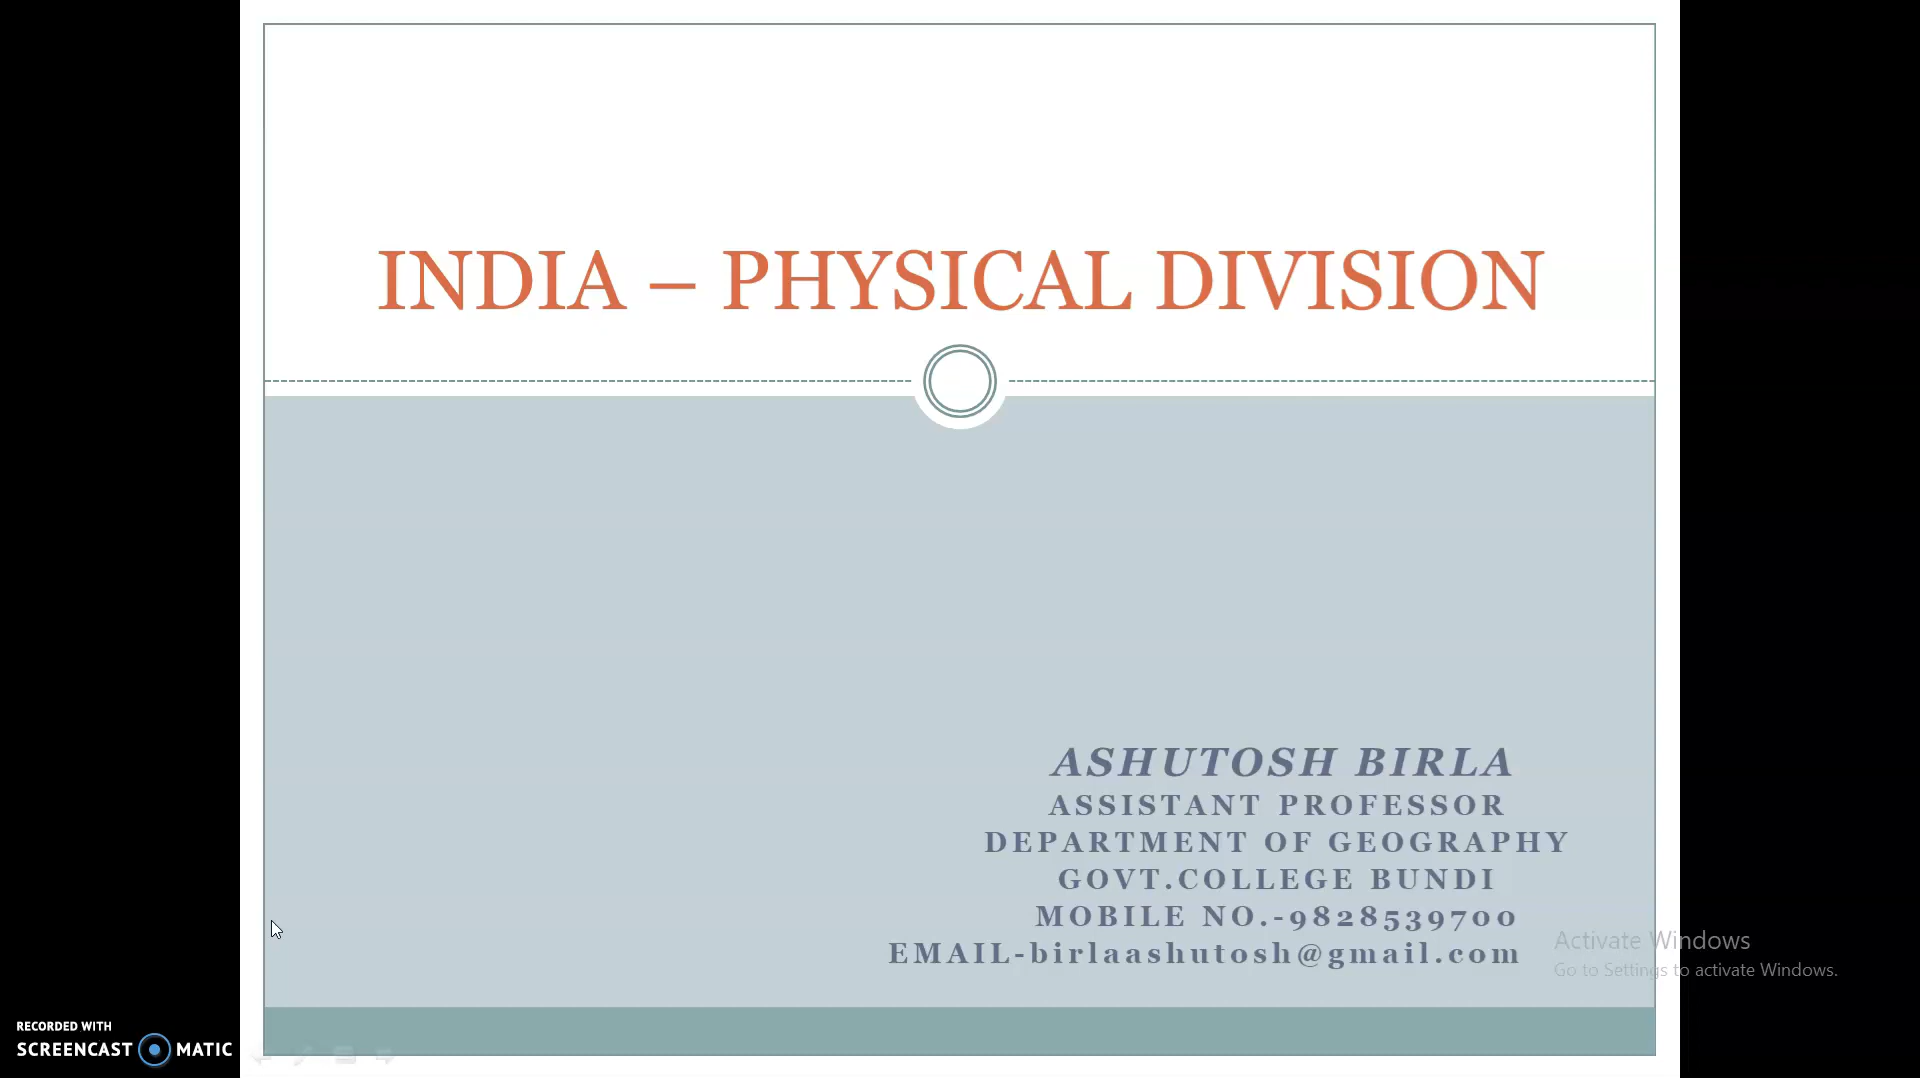 INDIA – PHYSICAL DIVISION
ASHUTOSH BIRLA
ASSISTANT PROFESSOR
DEPARTMENT OF GEOGRAPHY
GOVT.COLLEGE BUNDI
MOBILE NO.-9828539700
EMAIL-birlaashutosh@gmail.com
Activate Windows
Go to Settings to activate Windows.
RECORDED WITH
SCREENCAST MATIC